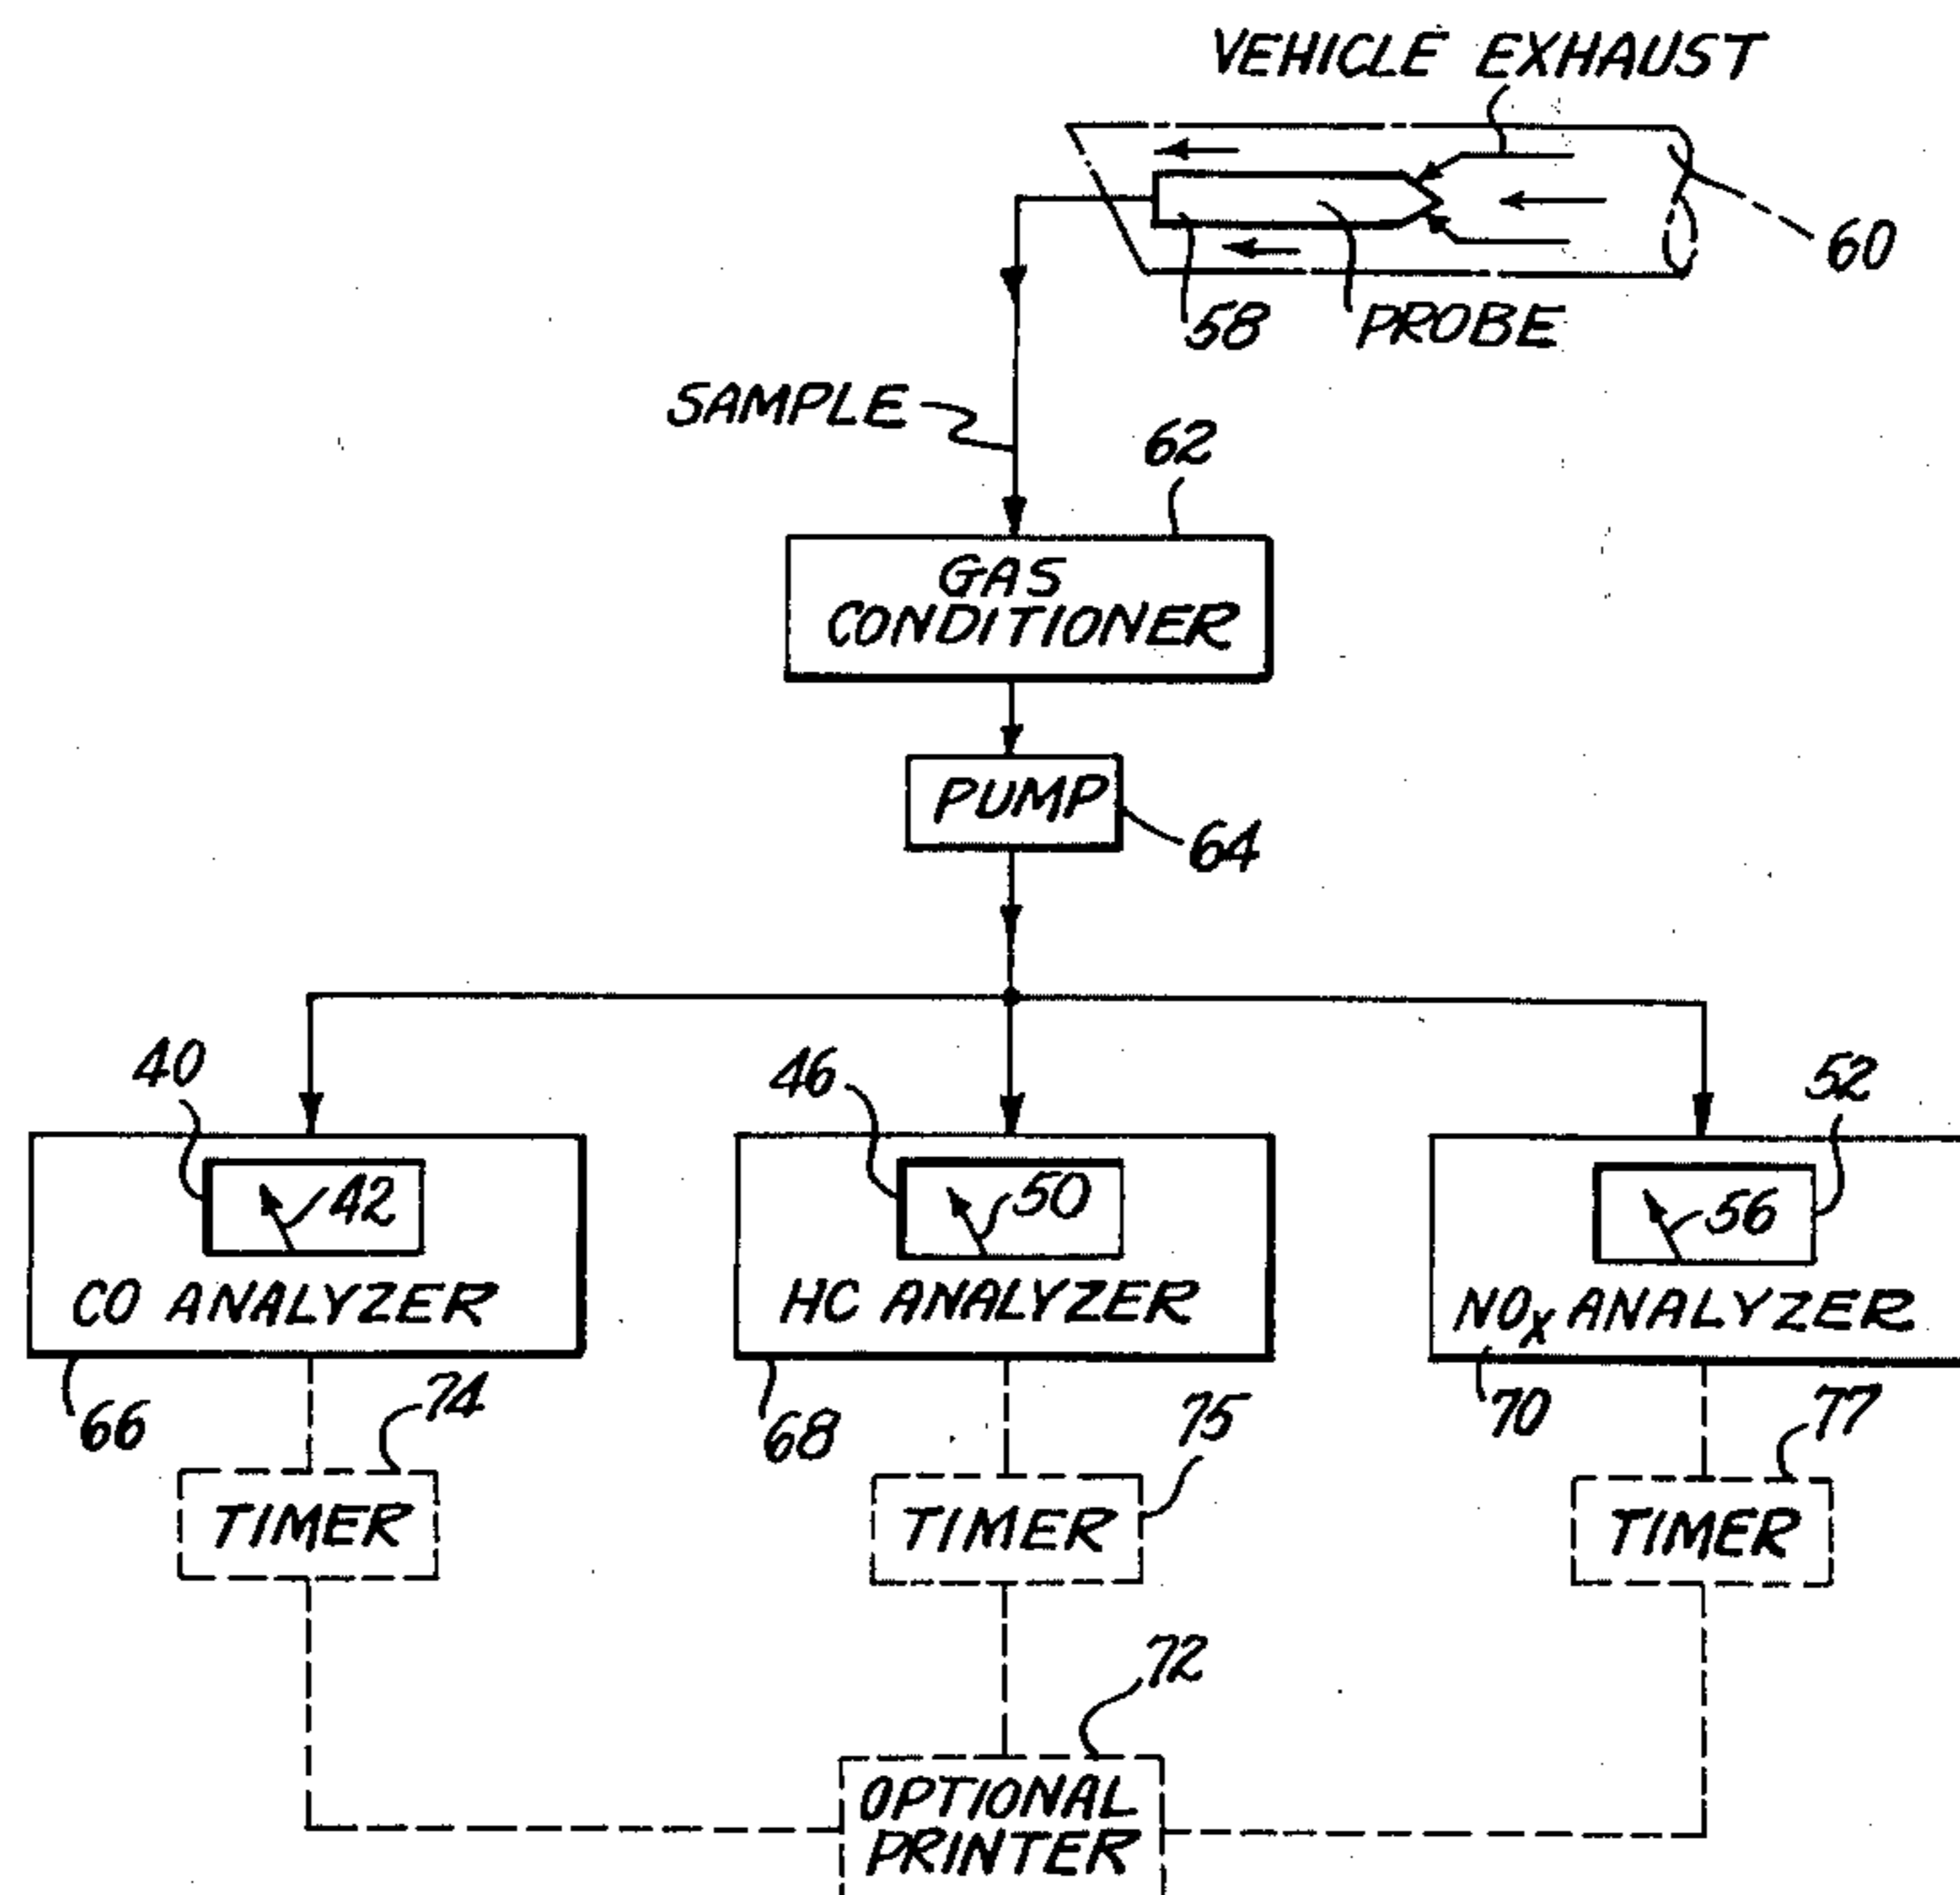 VEHICLE EXHAUST
60
58
PROBE
SAMPLE
62
GAS
CONDITIONER
PUMP
64
40
46
52
42
50
56
CO ANALYZER
HC ANALYZER
NOX ANALYZER
66
74
68
75
70
77
TIMER
TIMER
TIMER
72
OPTIONAL
PRINTER